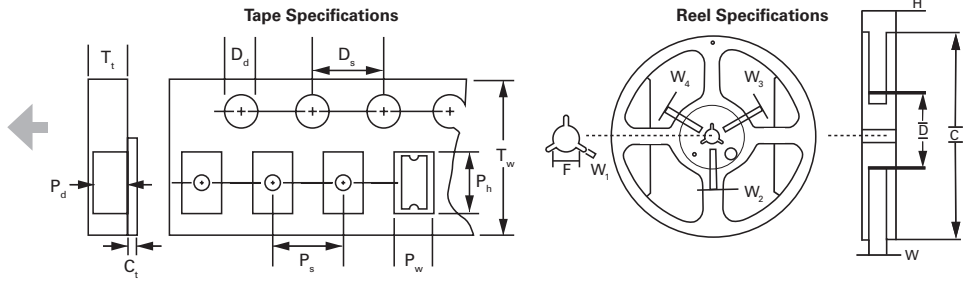 Tape Specifications
Reel Specifications
H
Tt
Dd
Ds
W4
W3
Tw
D
C
Pd
Ph
F
W1
W2
Ct
Ps
Pw
W